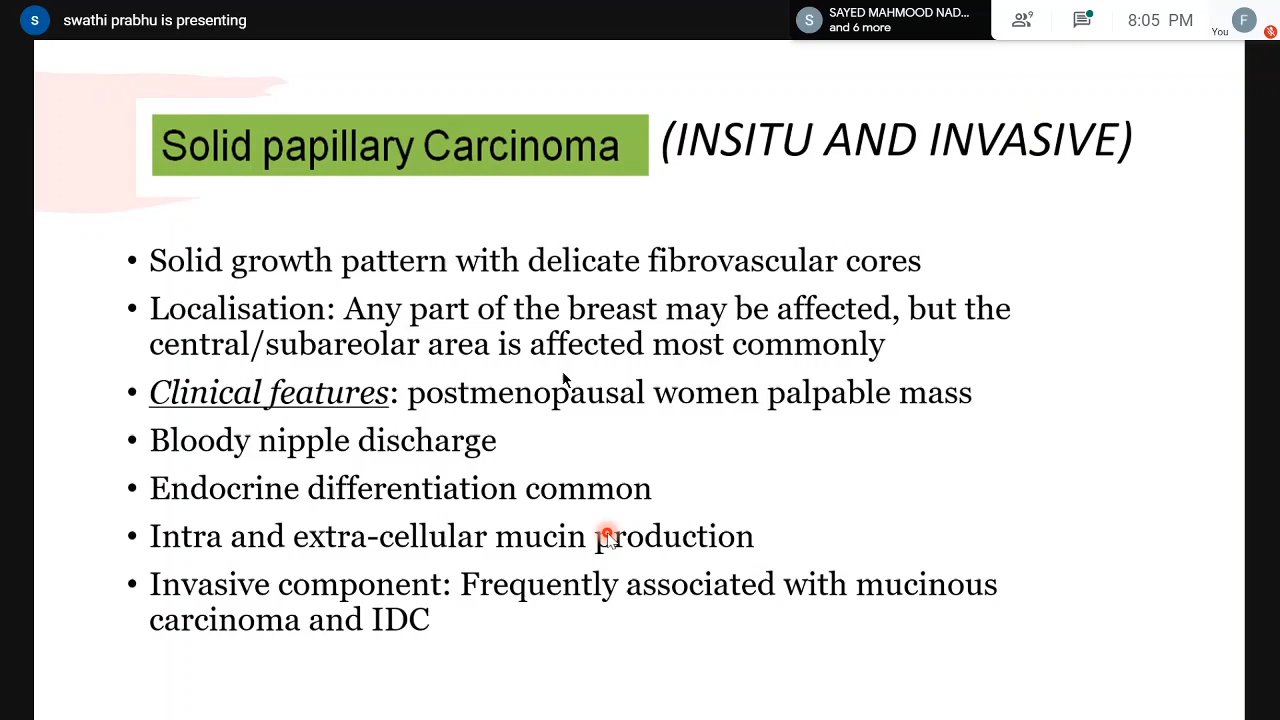 S swathi prabhu is presenting
S SAYED MAHMOOD NAD...
and 6 more
9
8:05 PM
You
F
Solid papillary Carcinoma (INSITU AND INVASIVE)
• Solid growth pattern with delicate fibrovascular cores
• Localisation: Any part of the breast may be affected, but the
central/subareolar area is affected most commonly
• Clinical features: postmenopausal women palpable mass
• Bloody nipple discharge
• Endocrine differentiation common
• Intra and extra-cellular mucin production
• Invasive component: Frequently associated with mucinous
carcinoma and IDC